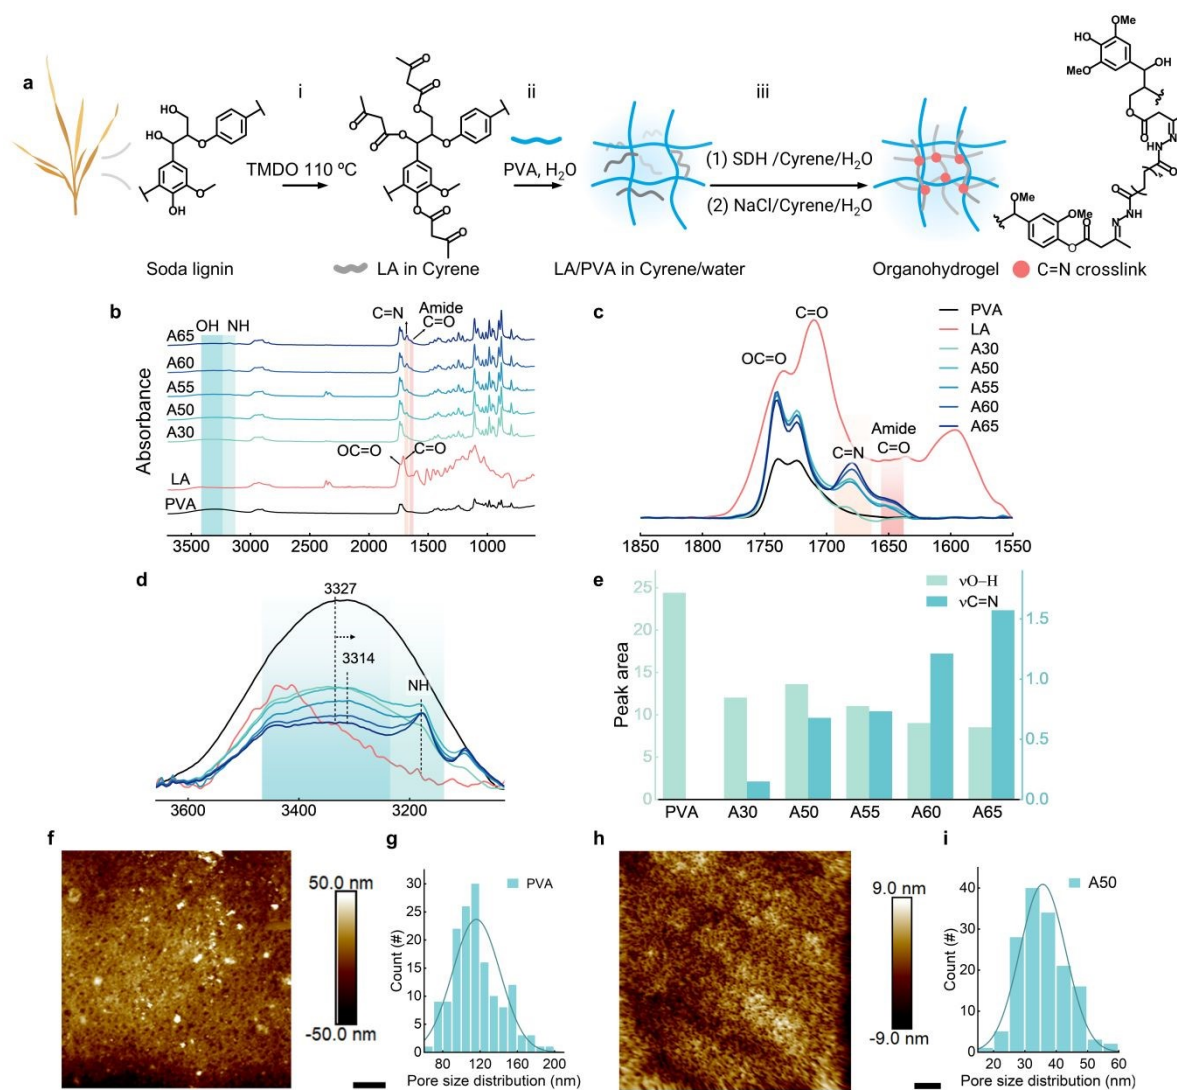 a
i
ii
iii
HO
HO
O
O
OH
TMDO 110 ºC
O
O
O
O
O
O
O
O
O
O
PVA, H₂O
(1) SDH /Cyrene/H₂O
(2) NaCl/Cyrene/H₂O
OMe
HO
MeO
OH
O
O
N
HN
O
O
NH
N
OMe
OMe
O
O
Soda lignin
LA in Cyrene
LA/PVA in Cyrene/water
Organohydrogel
C=N crosslink
b
OH NH
C=N
Amide
C=O
A65
A60
A55
A50
A30
LA
PVA
OC=O
C=O
Absorbance
3500 3000 2500 2000 1500 1000
c
C=O
OC=O
C=N
Amide
C=O
PVA
LA
A30
A50
A55
A60
A65
1850 1800 1750 1700 1650 1600 1550
d
3327
3314
NH
3600 3400 3200
e
νO–H
νC=N
Peak area
25
20
15
10
5
0
1.5
1.0
0.5
0.0
PVA A30 A50 A55 A60 A65
f
50.0 nm
-50.0 nm
g
PVA
Count (#)
30
25
20
15
10
5
0
80 120 160 200
Pore size distribution (nm)
h
9.0 nm
-9.0 nm
i
A50
Count (#)
40
30
20
10
0
20 30 40 50 60
Pore size distribution (nm)